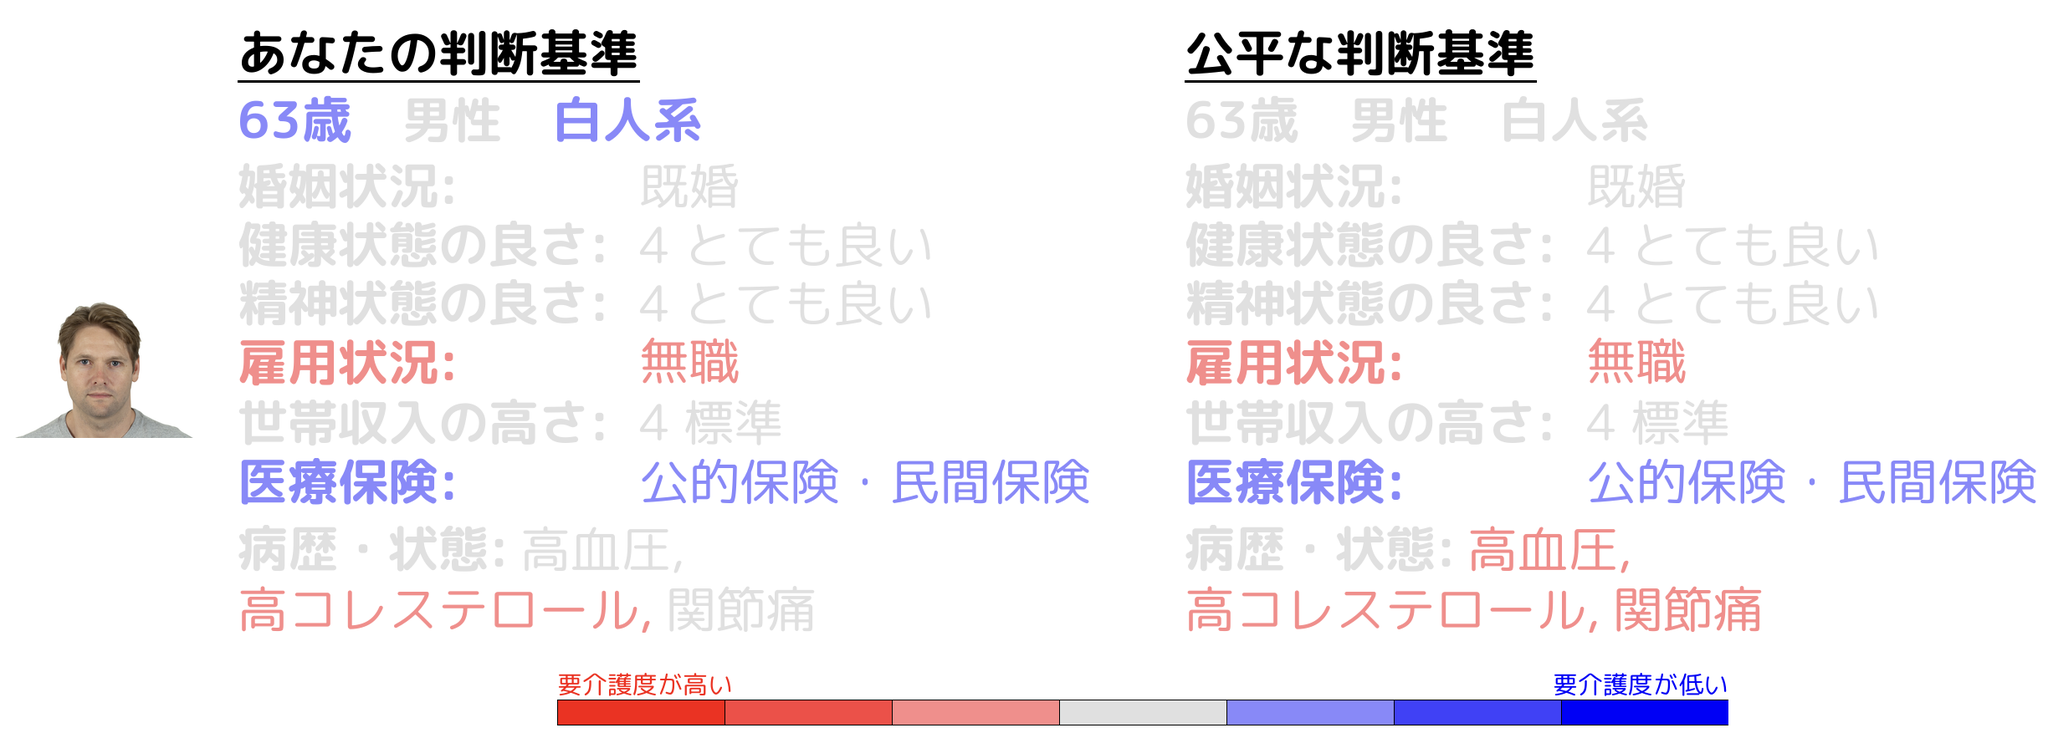 あなたの判断基準
63歳 男性 白人系
婚姻状況: 既婚
健康状態の良さ: 4 とても良い
精神状態の良さ: 4 とても良い
雇用状況: 無職
世帯収入の高さ: 4 標準
医療保険: 公的保険・民間保険
病歴・状態: 高血圧,
高コレステロール, 関節痛
公平な判断基準
63歳 男性 白人系
婚姻状況: 既婚
健康状態の良さ: 4 とても良い
精神状態の良さ: 4 とても良い
雇用状況: 無職
世帯収入の高さ: 4 標準
医療保険: 公的保険・民間保険
病歴・状態: 高血圧,
高コレステロール, 関節痛
要介護度が高い
要介護度が低い